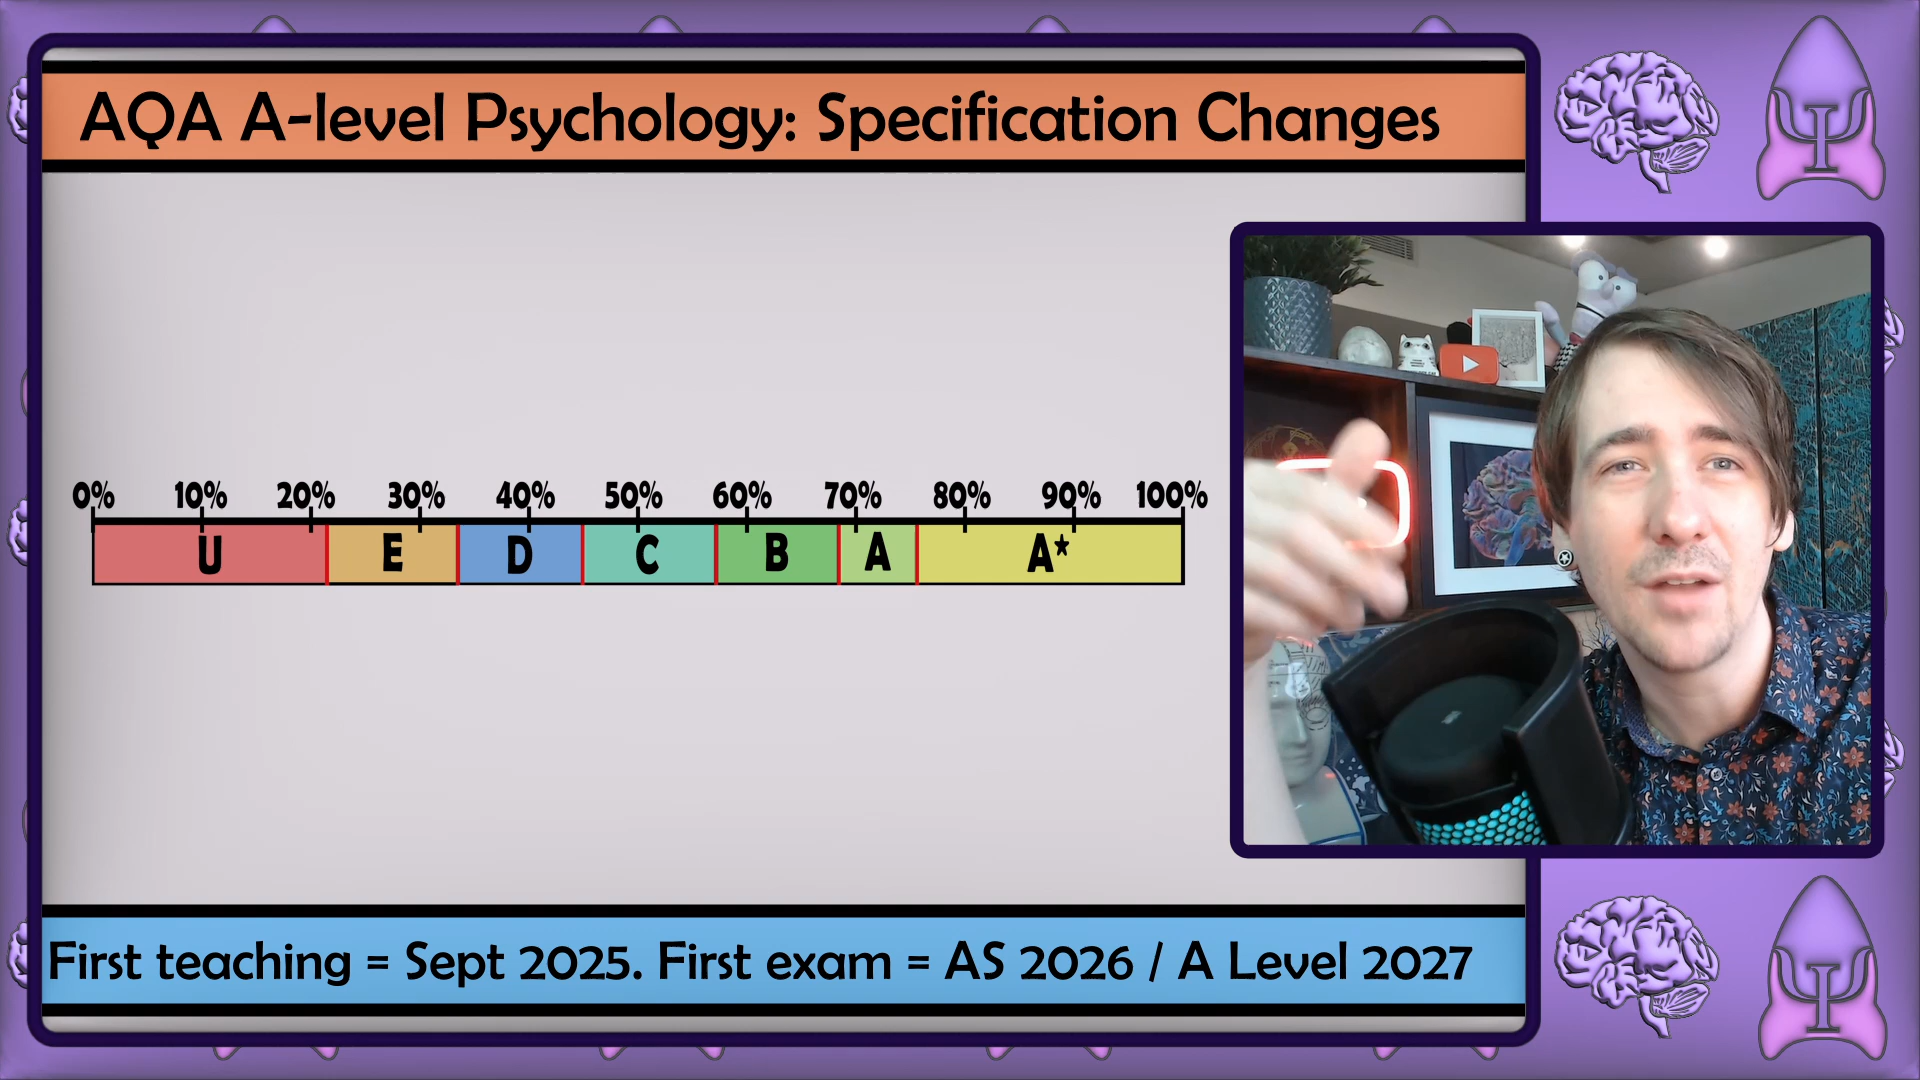 AQA A-level Psychology: Specification Changes
0% 10% 20% 30% 40% 50% 60% 70% 80% 90% 100%
U E D C B A A*
First teaching = Sept 2025. First exam = AS 2026 / A Level 2027